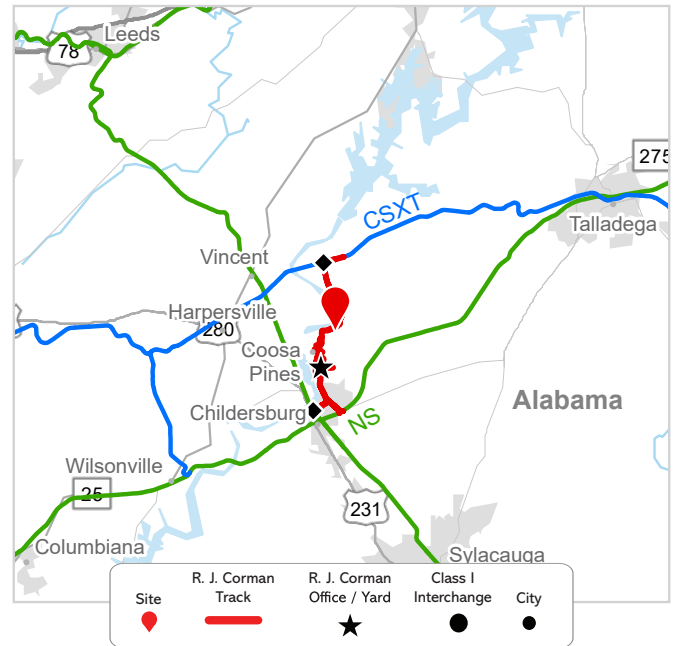 Leeds
78
275
CSXT
Talladega
Vincent
Harpersville
280
Coosa
Pines
Alabama
Childersburg
NS
Wilsonville
25
231
Columbiana
Sylacauga
Site
R. J. Corman
Track
R. J. Corman
Office / Yard
Class I
Interchange
City